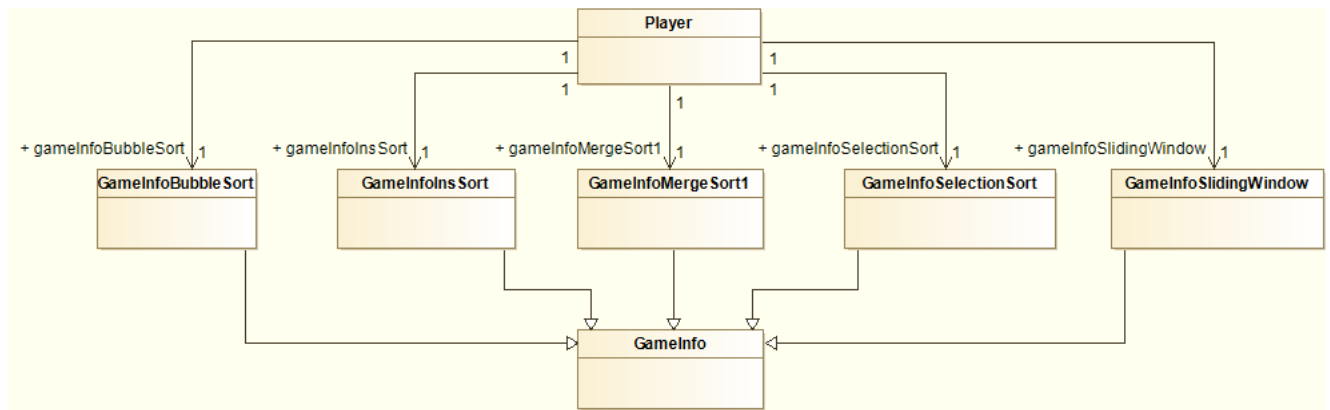 Player
1 1
1 1 1
+ gameInfoBubbleSort 1 + gameInfoInsSort 1 + gameInfoMergeSort1 1 + gameInfoSelectionSort 1 + gameInfoSlidingWindow 1
GameInfoBubbleSort GameInfoInsSort GameInfoMergeSort1 GameInfoSelectionSort GameInfoSlidingWindow
GameInfo